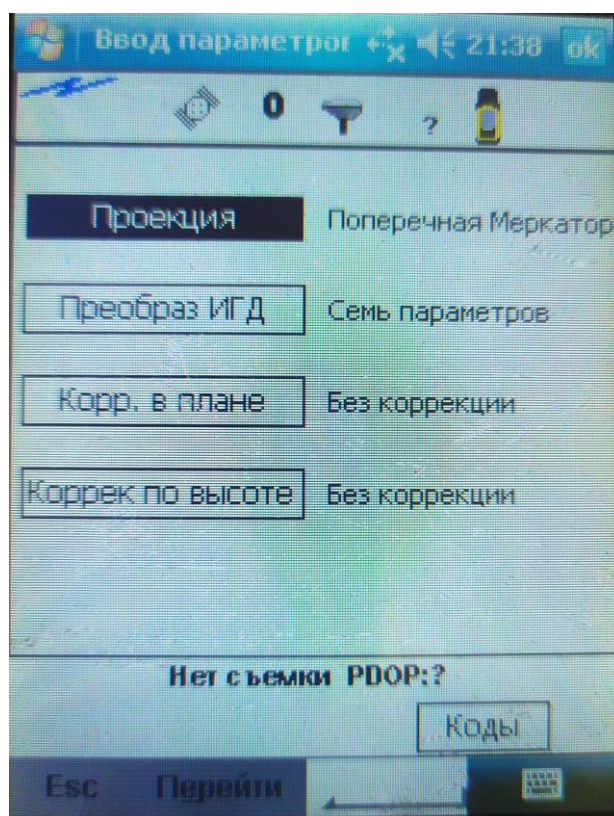 Ввод параметров 21:38 ok
0 ?
Проекция Поперечная Меркатор
Преобраз ИГД Семь параметров
Корр. в плане Без коррекции
Коррек по высоте Без коррекции
Нет съемки PDOP:?
Коды
Esc Перейти